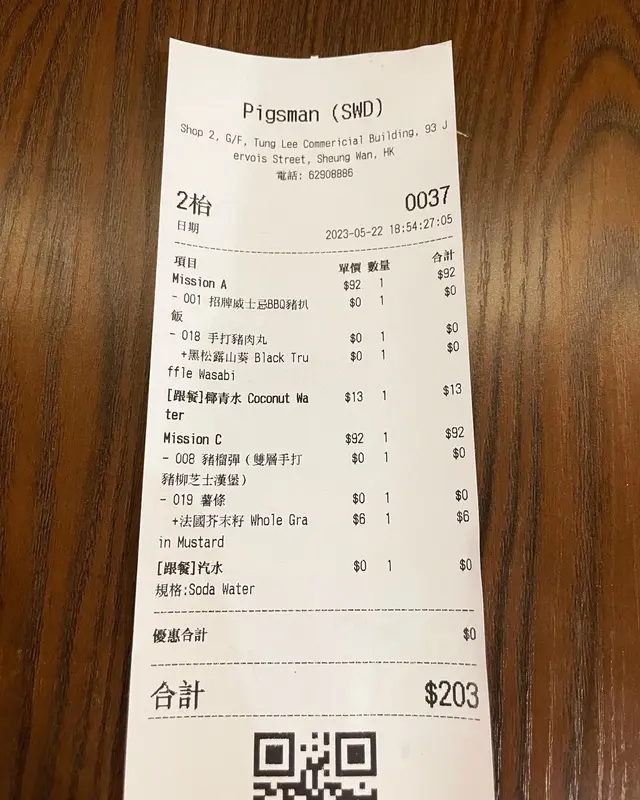 Pigsman (SWD)
Shop 2, G/F, Tung Lee Commericial Building, 93 J
ervois Street, Sheung Wan, HK
電話: 62908886
2枱 0037
日期 2023-05-22 18:54:27:05
項目 單價 數量 合計
Mission A $92 1 $92
- 001 招牌威士忌BBQ豬扒 $0 1 $0
飯
- 018 手打豬肉丸 $0 1 $0
+黑松露山葵 Black Tru $0 1 $0
ffle Wasabi
[跟餐]椰青水 Coconut Wa $13 1 $13
ter
Mission C $92 1 $92
- 008 豬榴彈 (雙層手打 $0 1 $0
豬柳芝士漢堡)
- 019 薯條 $0 1 $0
+法國芥末籽 Whole Gra $6 1 $6
in Mustard
[跟餐]汽水 $0 1 $0
規格:Soda Water
優惠合計 $0
合計 $203